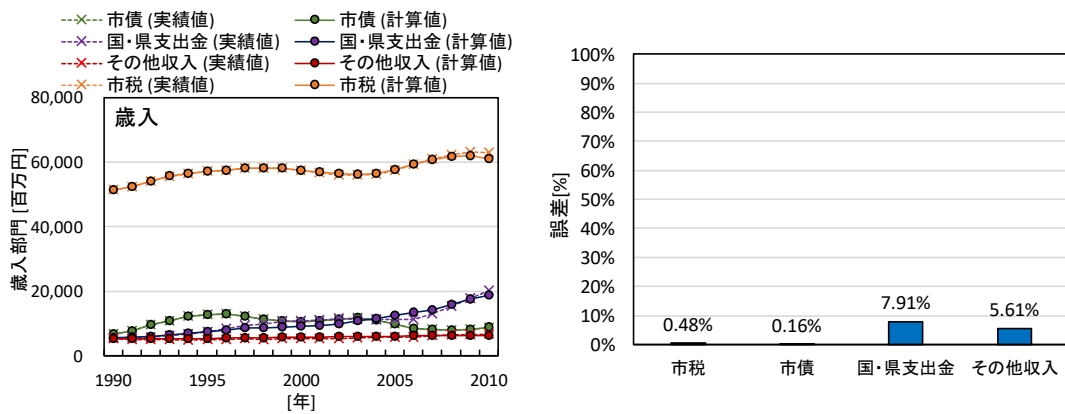 市債 (実績値) 市債 (計算値)
国・県支出金 (実績値) 国・県支出金 (計算値)
その他収入 (実績値) その他収入 (計算値)
市税 (実績値) 市税 (計算値)
歳入
歳入部門 [百万円]
80,000
60,000
40,000
20,000
0
1990 1995 2000 2005 2010
[年]
誤差[%]
100%
90%
80%
70%
60%
50%
40%
30%
20%
10%
0%
0.48% 0.16% 7.91% 5.61%
市税 市債 国・県支出金 その他収入